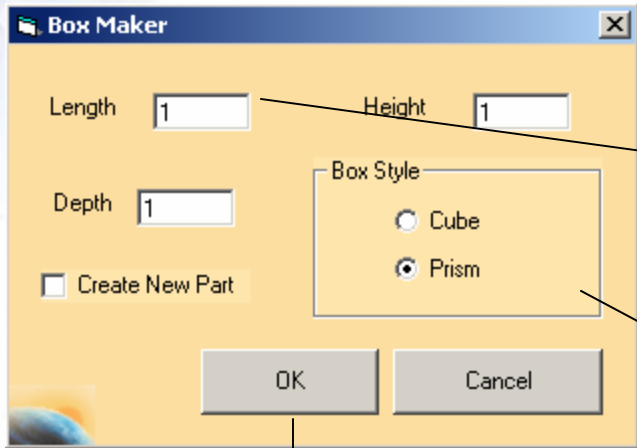 Box Maker
Length 1 Height 1
Depth 1
Box Style
Cube
Prism
Create New Part
OK Cancel